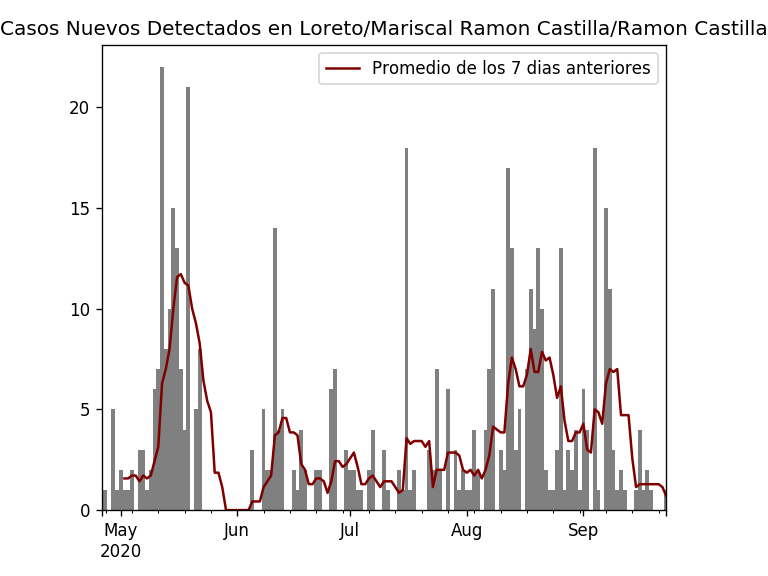 Casos Nuevos Detectados en Loreto/Mariscal Ramon Castilla/Ramon Castilla
Promedio de los 7 dias anteriores
20
15
10
5
0
May Jun Jul Aug Sep
2020